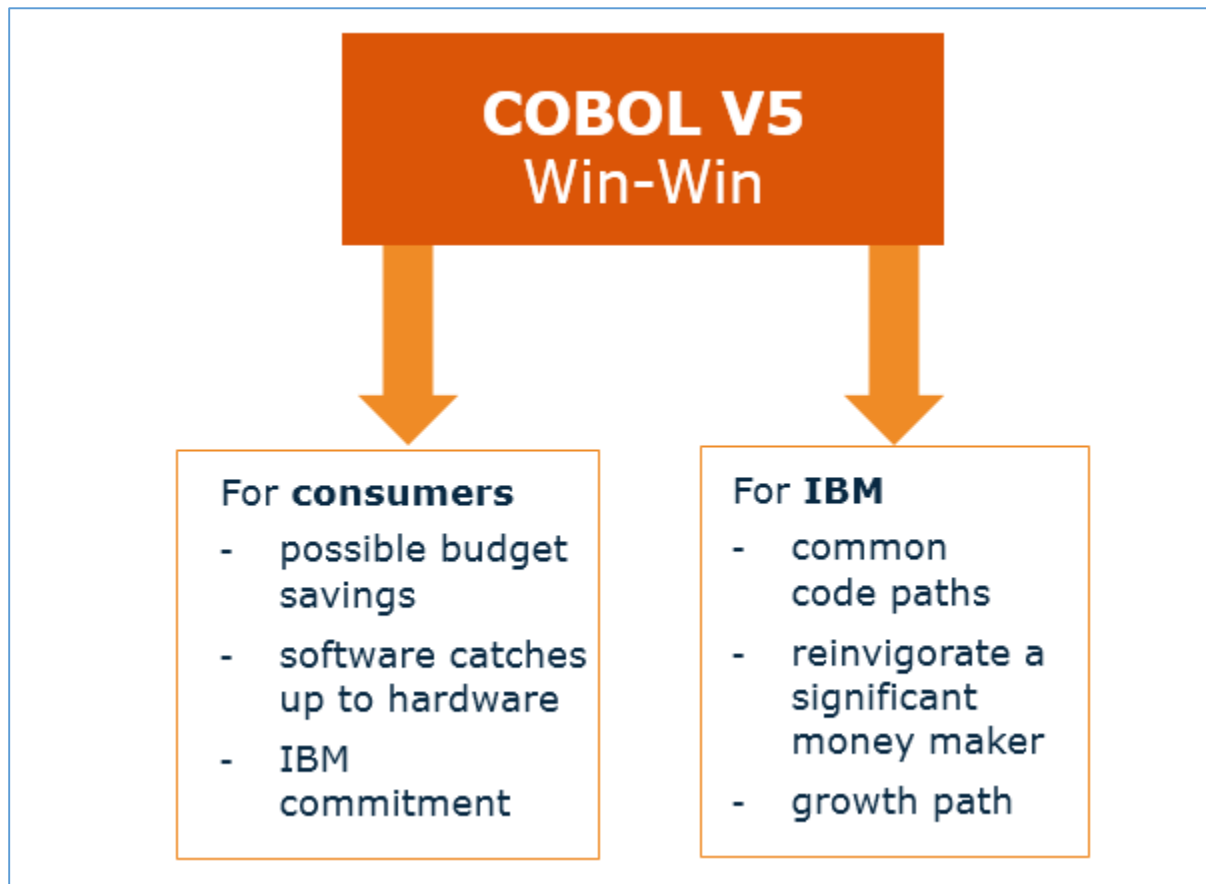 COBOL V5
Win-Win
For consumers
- possible budget
savings
- software catches
up to hardware
- IBM
commitment
For IBM
- common
code paths
- reinvigorate a
significant
money maker
- growth path